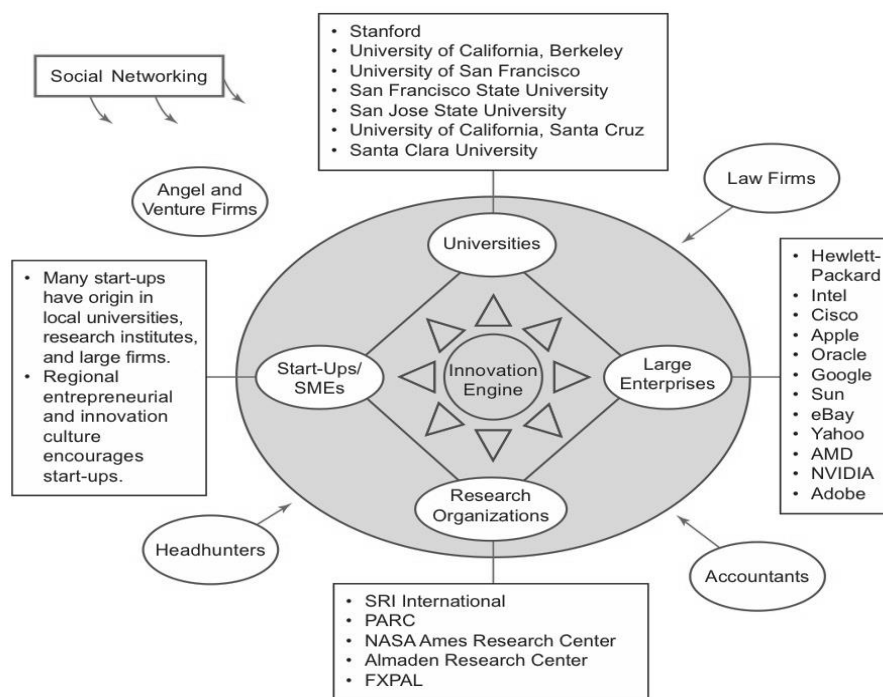 Social Networking
• Stanford
• University of California, Berkeley
• University of San Francisco
• San Francisco State University
• San Jose State University
• University of California, Santa Cruz
• Santa Clara University
Angel and
Venture Firms
Law Firms
Universities
• Many start-ups
have origin in
local universities,
research institutes,
and large firms.
• Regional
entrepreneurial
and innovation
culture
encourages
start-ups.
Start-Ups/
SMEs
Innovation
Engine
Large
Enterprises
• Hewlett-
Packard
• Intel
• Cisco
• Apple
• Oracle
• Google
• Sun
• eBay
• Yahoo
• AMD
• NVIDIA
• Adobe
Research
Organizations
Headhunters
Accountants
• SRI International
• PARC
• NASA Ames Research Center
• Almaden Research Center
• FXPAL